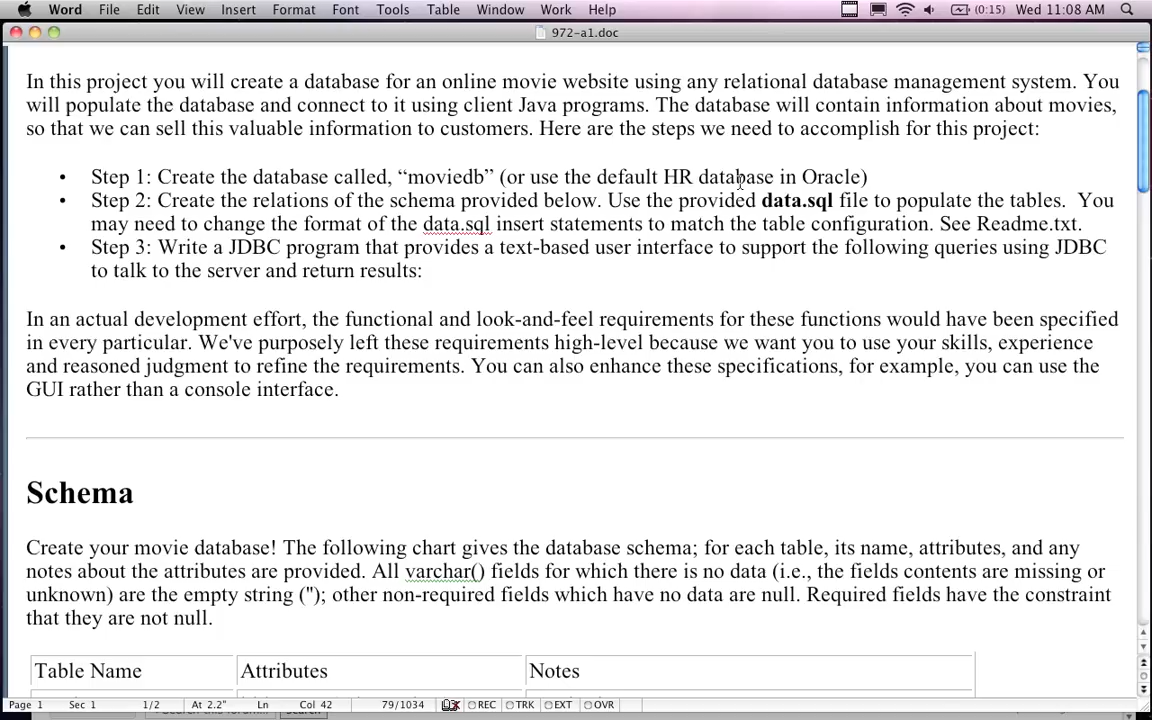 Word File Edit View Insert Format Font Tools Table Window Work Help (0:15) Wed 11:08 AM
972-a1.doc
In this project you will create a database for an online movie website using any relational database management system. You
will populate the database and connect to it using client Java programs. The database will contain information about movies,
so that we can sell this valuable information to customers. Here are the steps we need to accomplish for this project:
• Step 1: Create the database called, “moviedb” (or use the default HR database in Oracle)
• Step 2: Create the relations of the schema provided below. Use the provided data.sql file to populate the tables. You
may need to change the format of the data.sql insert statements to match the table configuration. See Readme.txt.
• Step 3: Write a JDBC program that provides a text-based user interface to support the following queries using JDBC
to talk to the server and return results:
In an actual development effort, the functional and look-and-feel requirements for these functions would have been specified
in every particular. We've purposely left these requirements high-level because we want you to use your skills, experience
and reasoned judgment to refine the requirements. You can also enhance these specifications, for example, you can use the
GUI rather than a console interface.
Schema
Create your movie database! The following chart gives the database schema; for each table, its name, attributes, and any
notes about the attributes are provided. All varchar() fields for which there is no data (i.e., the fields contents are missing or
unknown) are the empty string (''); other non-required fields which have no data are null. Required fields have the constraint
that they are not null.
Table Name Attributes Notes
Page 1 Sec 1 1/2 At 2.2" Ln Col 42 79/1034 REC TRK EXT OVR